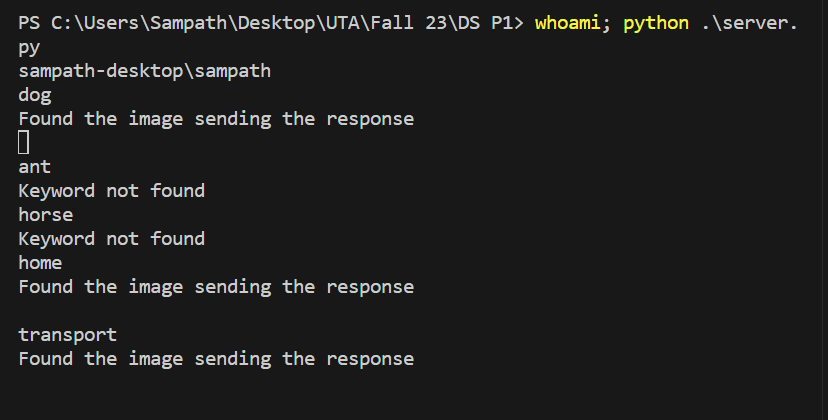 PS C:\Users\Sampath\Desktop\UTA\Fall 23\DS P1> whoami; python .\server.
py
sampath-desktop\sampath
dog
Found the image sending the response
ant
Keyword not found
horse
Keyword not found
home
Found the image sending the response
transport
Found the image sending the response